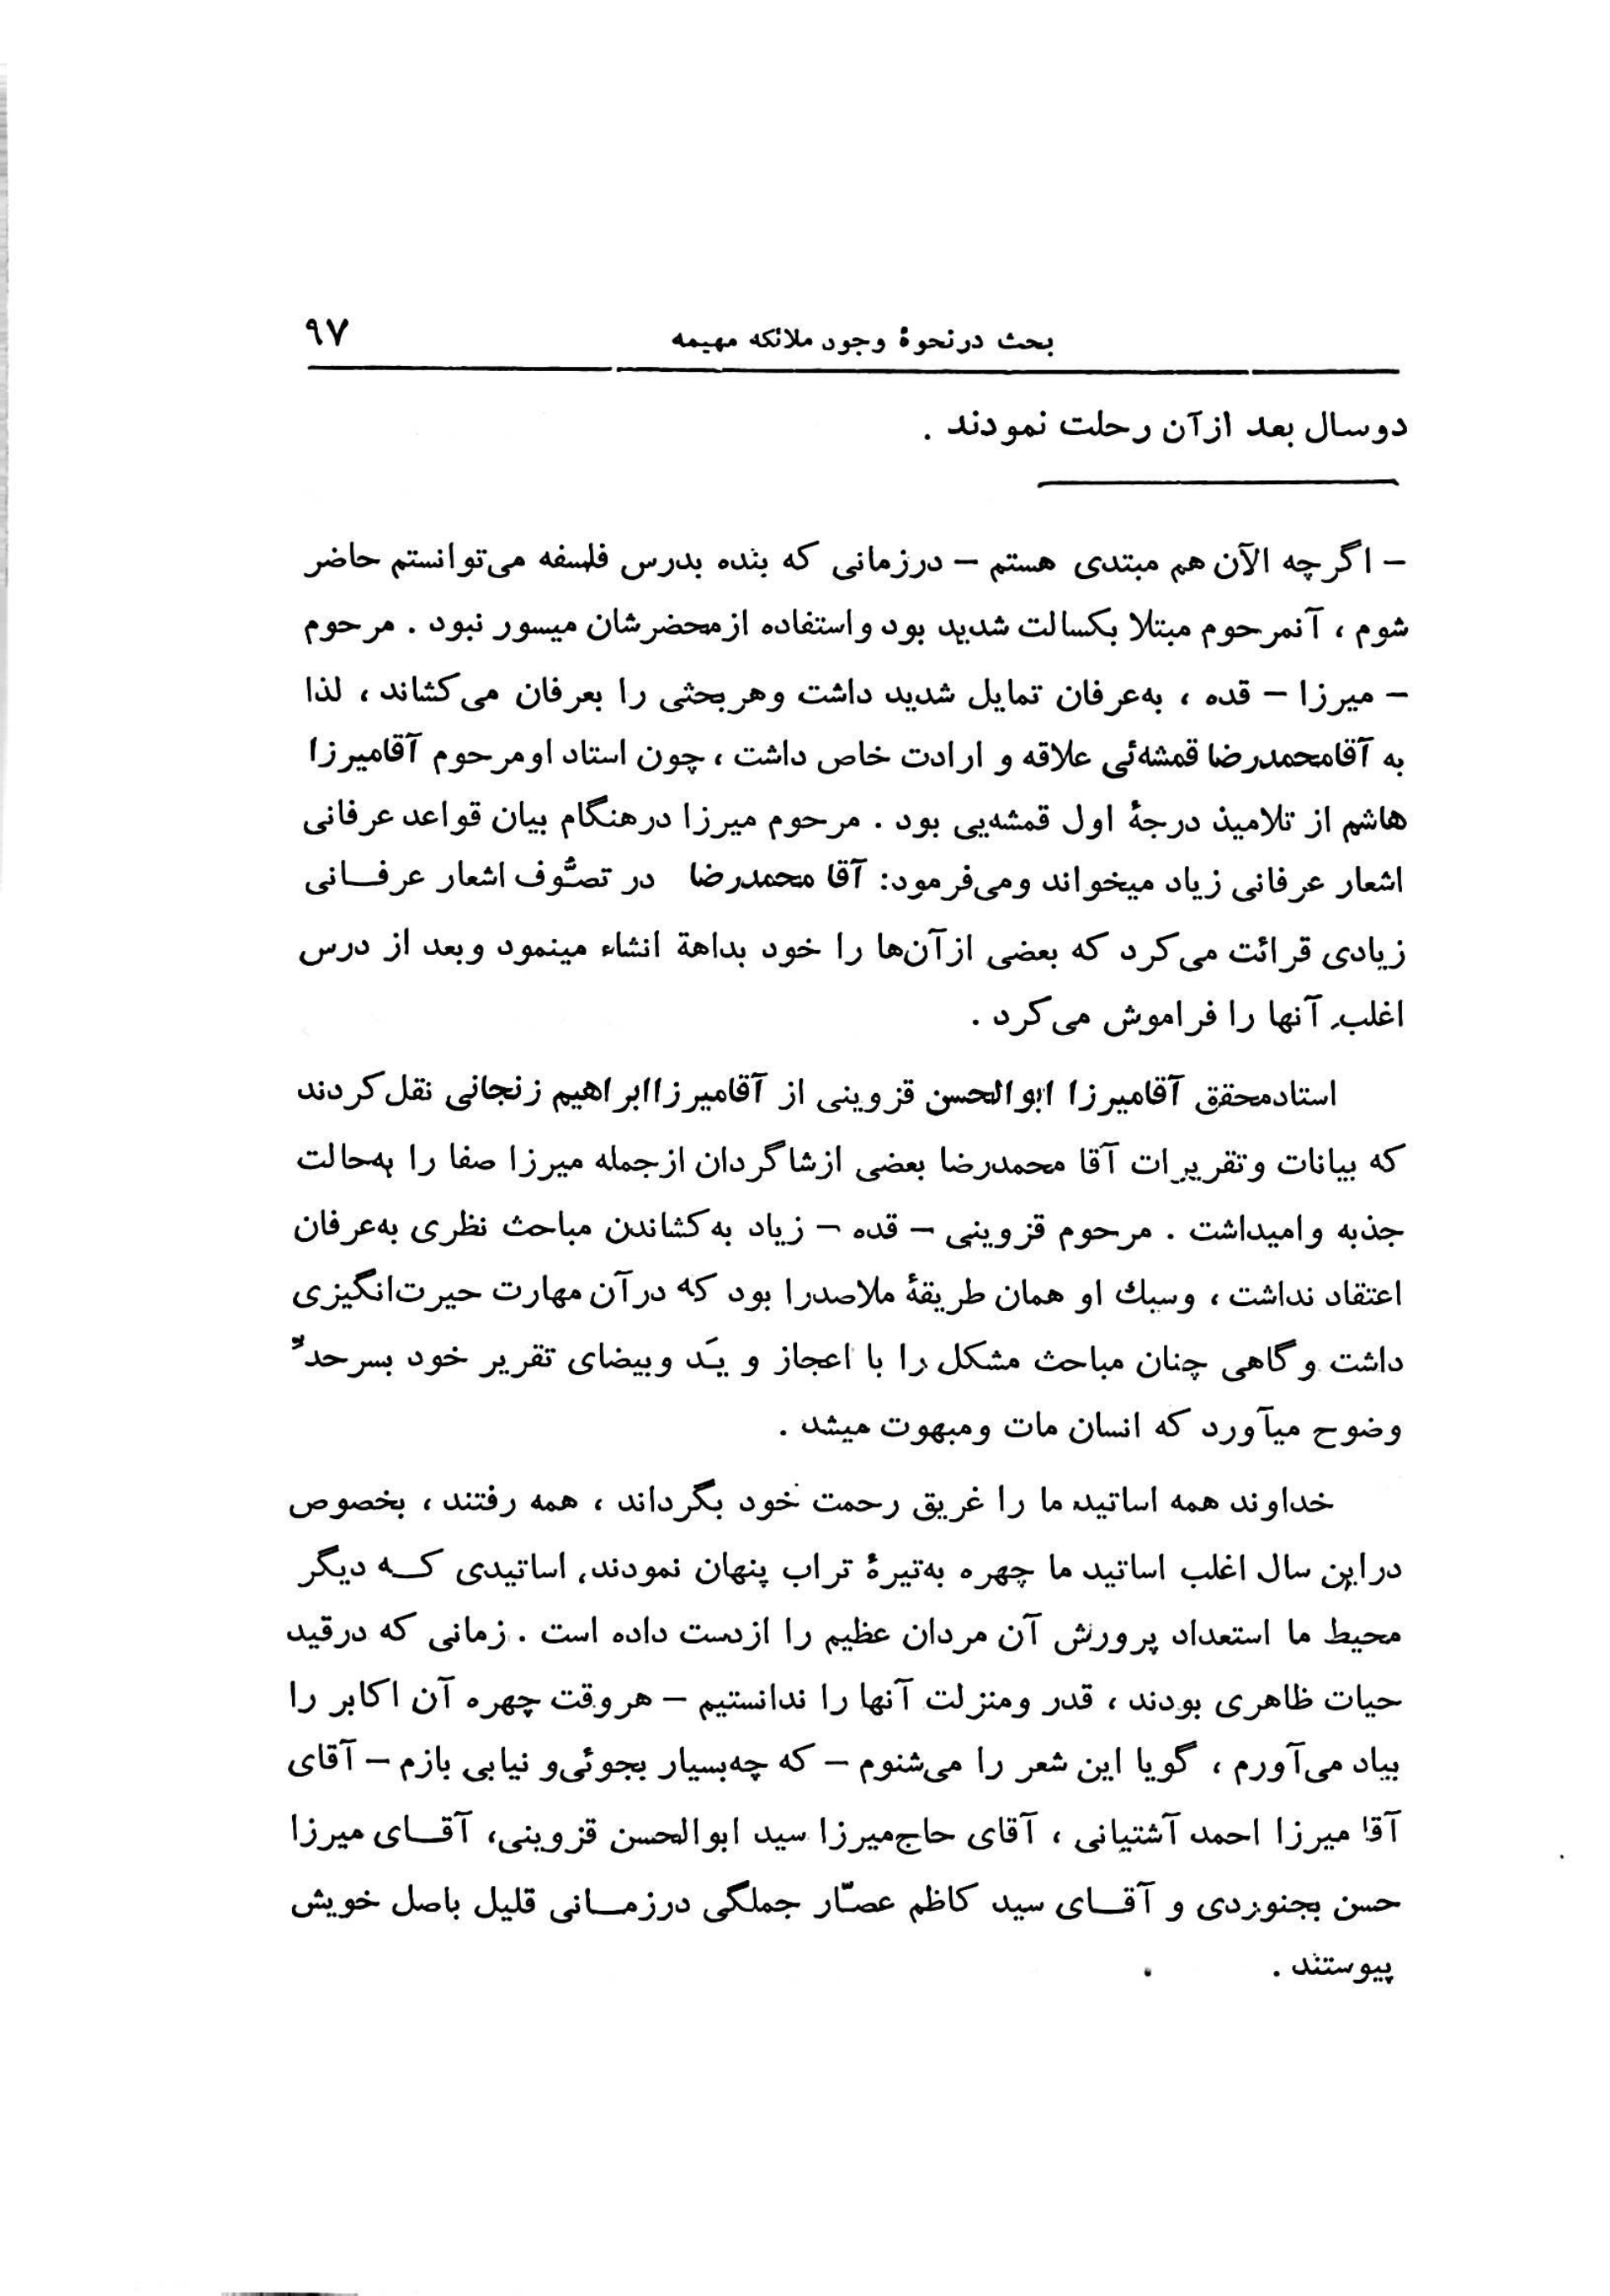 بحث در نحوۀ وجود ملائکه مهیمه ۹۷
دوسال بعد از آن رحلت نمودند .
– اگرچه الآن هم مبتدی هستم – درزمانی که بنده بدرس فلسفه می‌توانستم حاضر
شوم ، آنمرحوم مبتلا بکسالت شدید بود واستفاده ازمحضرشان میسور نبود . مرحوم
– میرزا – قده ، به‌عرفان تمایل شدید داشت وهربحثی را بعرفان می‌کشاند ، لذا
به آقامحمدرضا قمشه‌ئی علاقه و ارادت خاص داشت ، چون استاد اومرحوم آقامیرزا
هاشم از تلامیذ درجۀ اول قمشه‌یی بود . مرحوم میرزا درهنگام بیان قواعد عرفانی
اشعار عرفانی زیاد میخواند ومی‌فرمود: آقا محمدرضا در تصوُّف اشعار عرفـانی
زیادی قرائت می‌کرد که بعضی ازآن‌ها را خود بداهة انشاء مینمود وبعد از درس
اغلب آنها را فراموش می‌کرد .
استادمحقق آقامیرزا ابوالحسن قزوینی از آقامیرزاابراهیم زنجانی نقل‌کردند
که بیانات وتقریرات آقا محمدرضا بعضی ازشاگردان ازجمله میرزا صفا را به‌حالت
جذبه وامیداشت . مرحوم قزوینی – قده – زیاد به‌کشاندن مباحث نظری به‌عرفان
اعتقاد نداشت ، وسبك او همان طریقۀ ملاصدرا بود که درآن مهارت حیرت‌انگیزی
داشت وگاهی چنان مباحث مشکل را با اعجاز و یَد وبیضای تقریر خود بسرحدّ
وضوح میآورد که انسان مات ومبهوت میشد .
خداوند همه اساتید ما را غریق رحمت خود بگرداند ، همه رفتند ، بخصوص
دراین سال اغلب اساتید ما چهره به‌تیرۀ تراب پنهان نمودند، اساتیدی کـه دیگر
محیط ما استعداد پرورش آن مردان عظیم را ازدست داده است . زمانی که درقید
حیات ظاهری بودند ، قدر ومنزلت آنها را ندانستیم – هروقت چهره آن اکابر را
بیاد می‌آورم ، گویا این شعر را می‌شنوم – که چه‌بسیار بجوئی‌و نیابی بازم – آقای
آقا میرزا احمد آشتیانی ، آقای حاج‌میرزا سید ابوالحسن قزوینی، آقـای میرزا
حسن بجنوردی و آقـای سید کاظم عصّار جملگی درزمـانی قلیل باصل خویش
پیوستند .